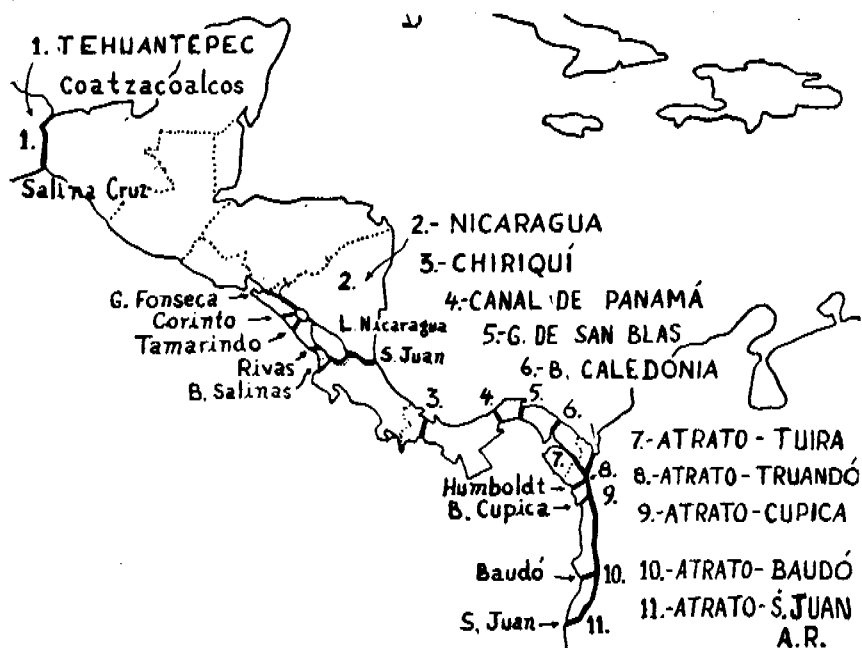 1. TEHUANTEPEC
Coatzacóalcos
1.
Salina Cruz
2.- NICARAGUA
3.- CHIRIQUÍ
2.
G. Fonseca
4.-CANAL DE PANAMÁ
Corinto
L. Nicaragua
Tamarindo
5.-G. DE SAN BLAS
S. Juan
Rivas
6.-B. CALEDONIA
B. Salinas
3.
4.
5.
6.
7.-ATRATO-TUIRA
7.
8.
8.-ATRATO-TRUANDÓ
Humboldt
9.
B. Cupica
9.-ATRATO-CUPICA
Baudó
10.
10.-ATRATO-BAUDÓ
S. Juan
11.
11.-ATRATO-S. JUAN
A.R.